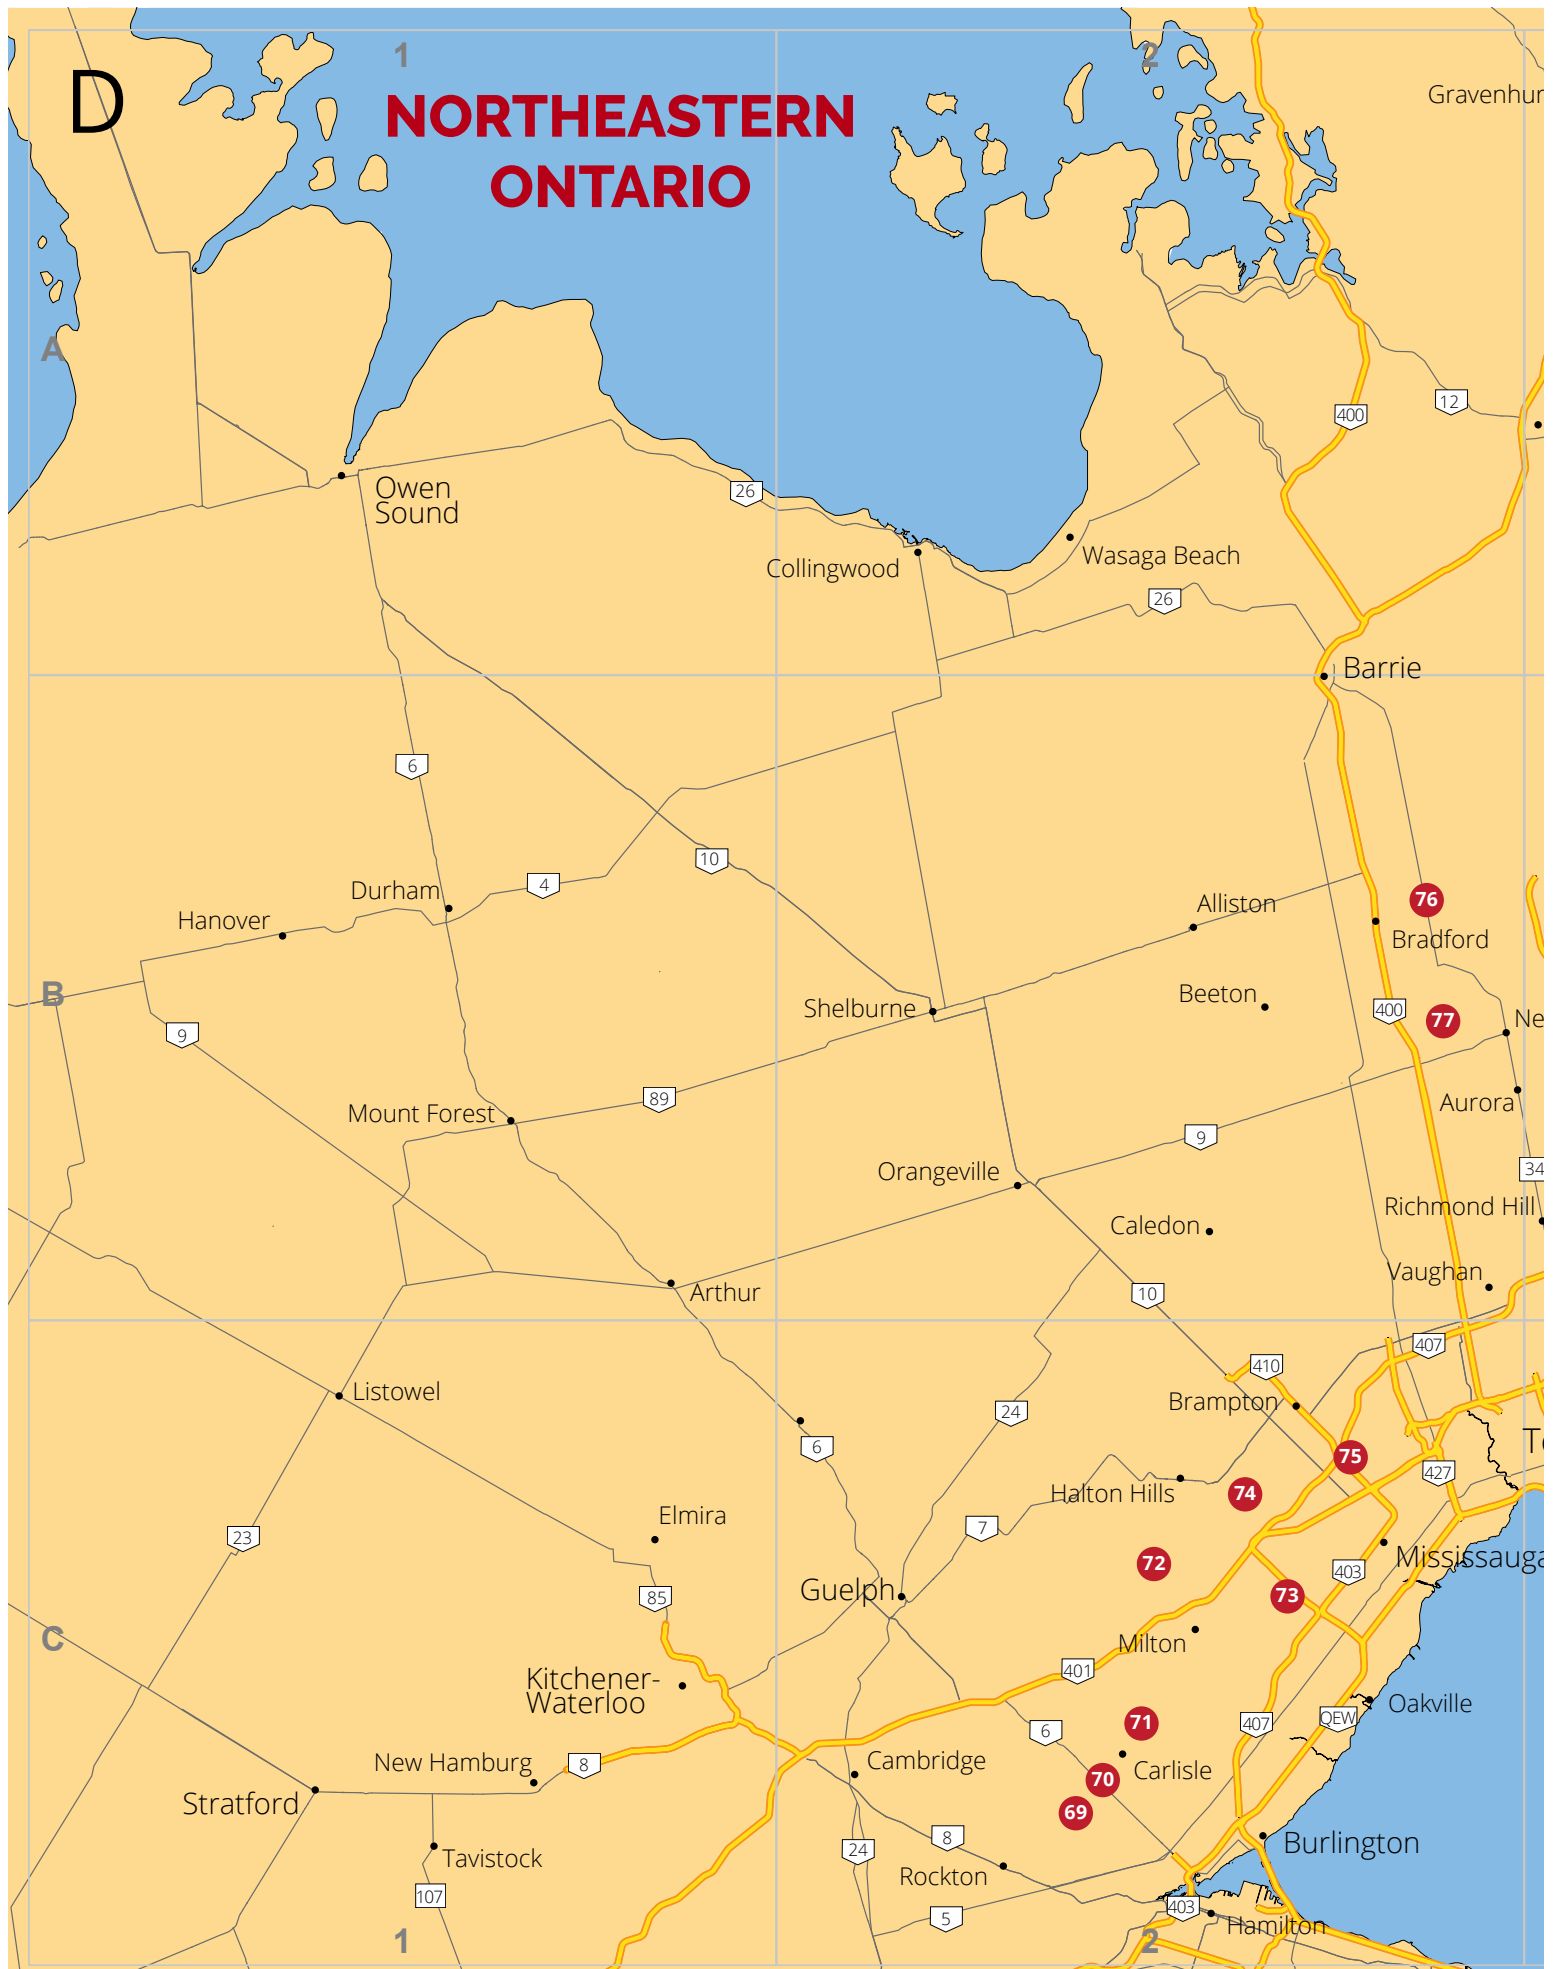 1
2
D
NORTHEASTERN
ONTARIO
Gravenhur
A
400
12
Owen
Sound
26
Collingwood
Wasaga Beach
26
Barrie
6
10
4
Durham
Hanover
Alliston
76
Bradford
B
Beeton
Shelburne
400
77
Ne
9
89
Mount Forest
Aurora
9
34
Orangeville
Richmond Hill
Caledon
Vaughan
10
Arthur
407
410
Listowel
Brampton
24
6
75
To
427
74
Halton Hills
Elmira
7
23
72
Mississauga
403
Guelph
73
85
C
Milton
401
Kitchener-
Waterloo
Oakville
QEW
407
71
6
New Hamburg
8
Cambridge
Carlisle
70
Stratford
69
8
Burlington
24
Tavistock
Rockton
107
403
5
Hamilton
1
2